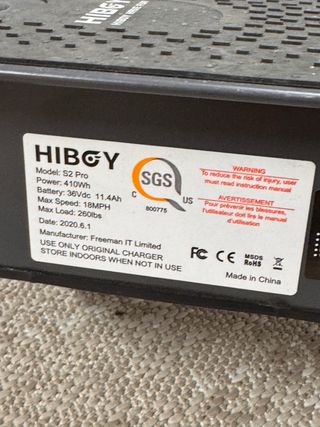 HIBOY
HIBOY
Model: S2 Pro
Power: 410Wh
Battery: 36Vdc 11.4Ah
Max Speed: 18MPH
Max Load: 260lbs
Date: 2020.6.1
Manufacturer: Freeman IT Limited
USE ONLY ORIGINAL CHARGER
STORE INDOORS WHEN NOT IN USE
SGS
C US
800775
WARNING
To reduce the risk of injury, user
must read instruction manual
AVERTISSEMENT
Pour prévenir les blessures,
l'utilisateur doit lire le manuel
d'utilisation
FC CE MSDS
RoHS
Made in China